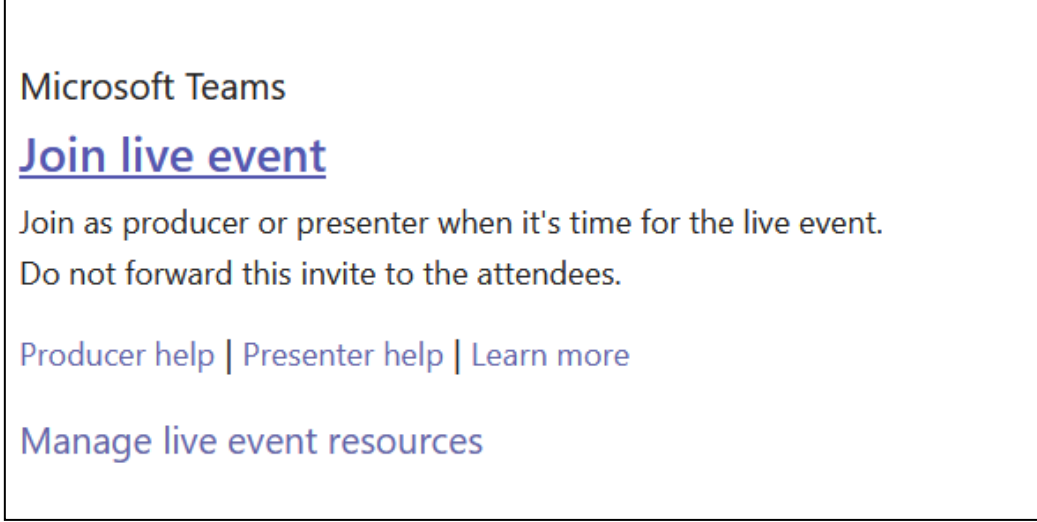 Microsoft Teams
Join live event
Join as producer or presenter when it's time for the live event.
Do not forward this invite to the attendees.
Producer help | Presenter help | Learn more
Manage live event resources